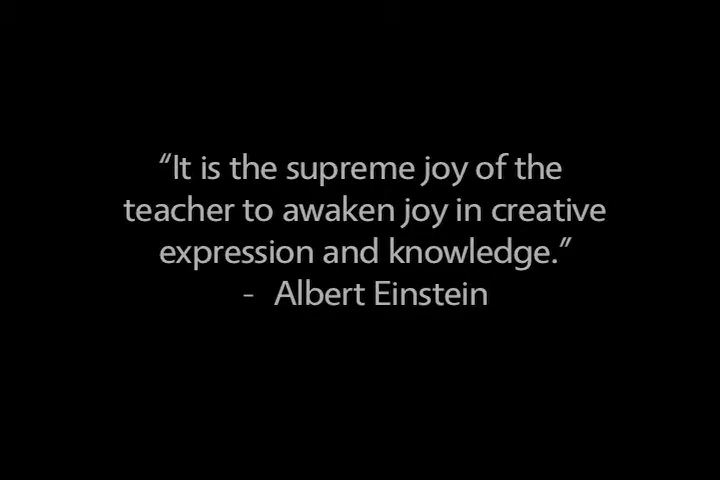 “It is the supreme joy of the
teacher to awaken joy in creative
expression and knowledge.”
- Albert Einstein